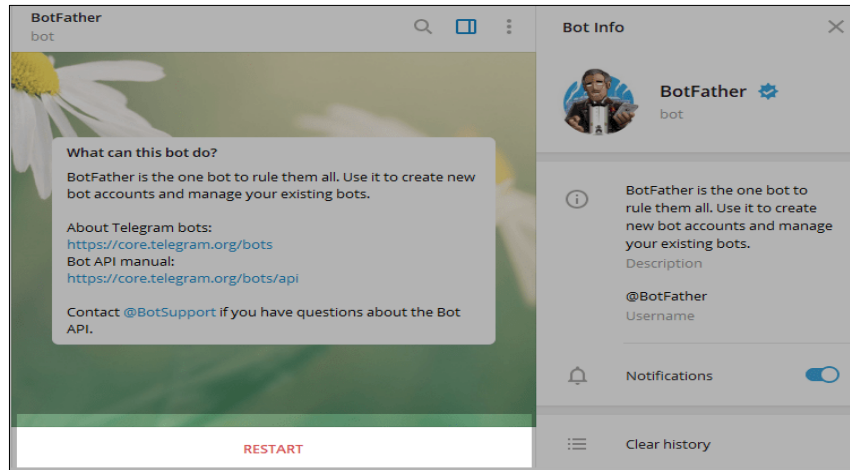 BotFather
bot
What can this bot do?
BotFather is the one bot to rule them all. Use it to create new
bot accounts and manage your existing bots.
About Telegram bots:
https://core.telegram.org/bots
Bot API manual:
https://core.telegram.org/bots/api
Contact @BotSupport if you have questions about the Bot
API.
RESTART
Bot Info
BotFather
bot
BotFather is the one bot to
rule them all. Use it to create
new bot accounts and manage
your existing bots.
Description
@BotFather
Username
Notifications
Clear history